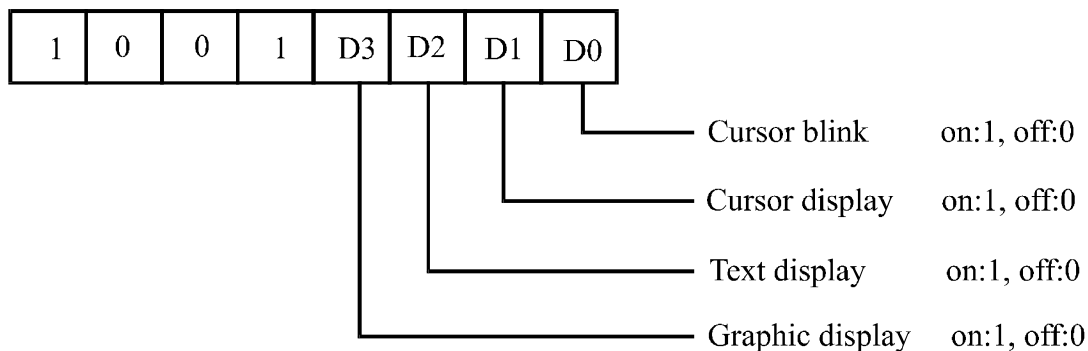 1 0 0 1 D3 D2 D1 D0
Cursor blink on:1, off:0
Cursor display on:1, off:0
Text display on:1, off:0
Graphic display on:1, off:0